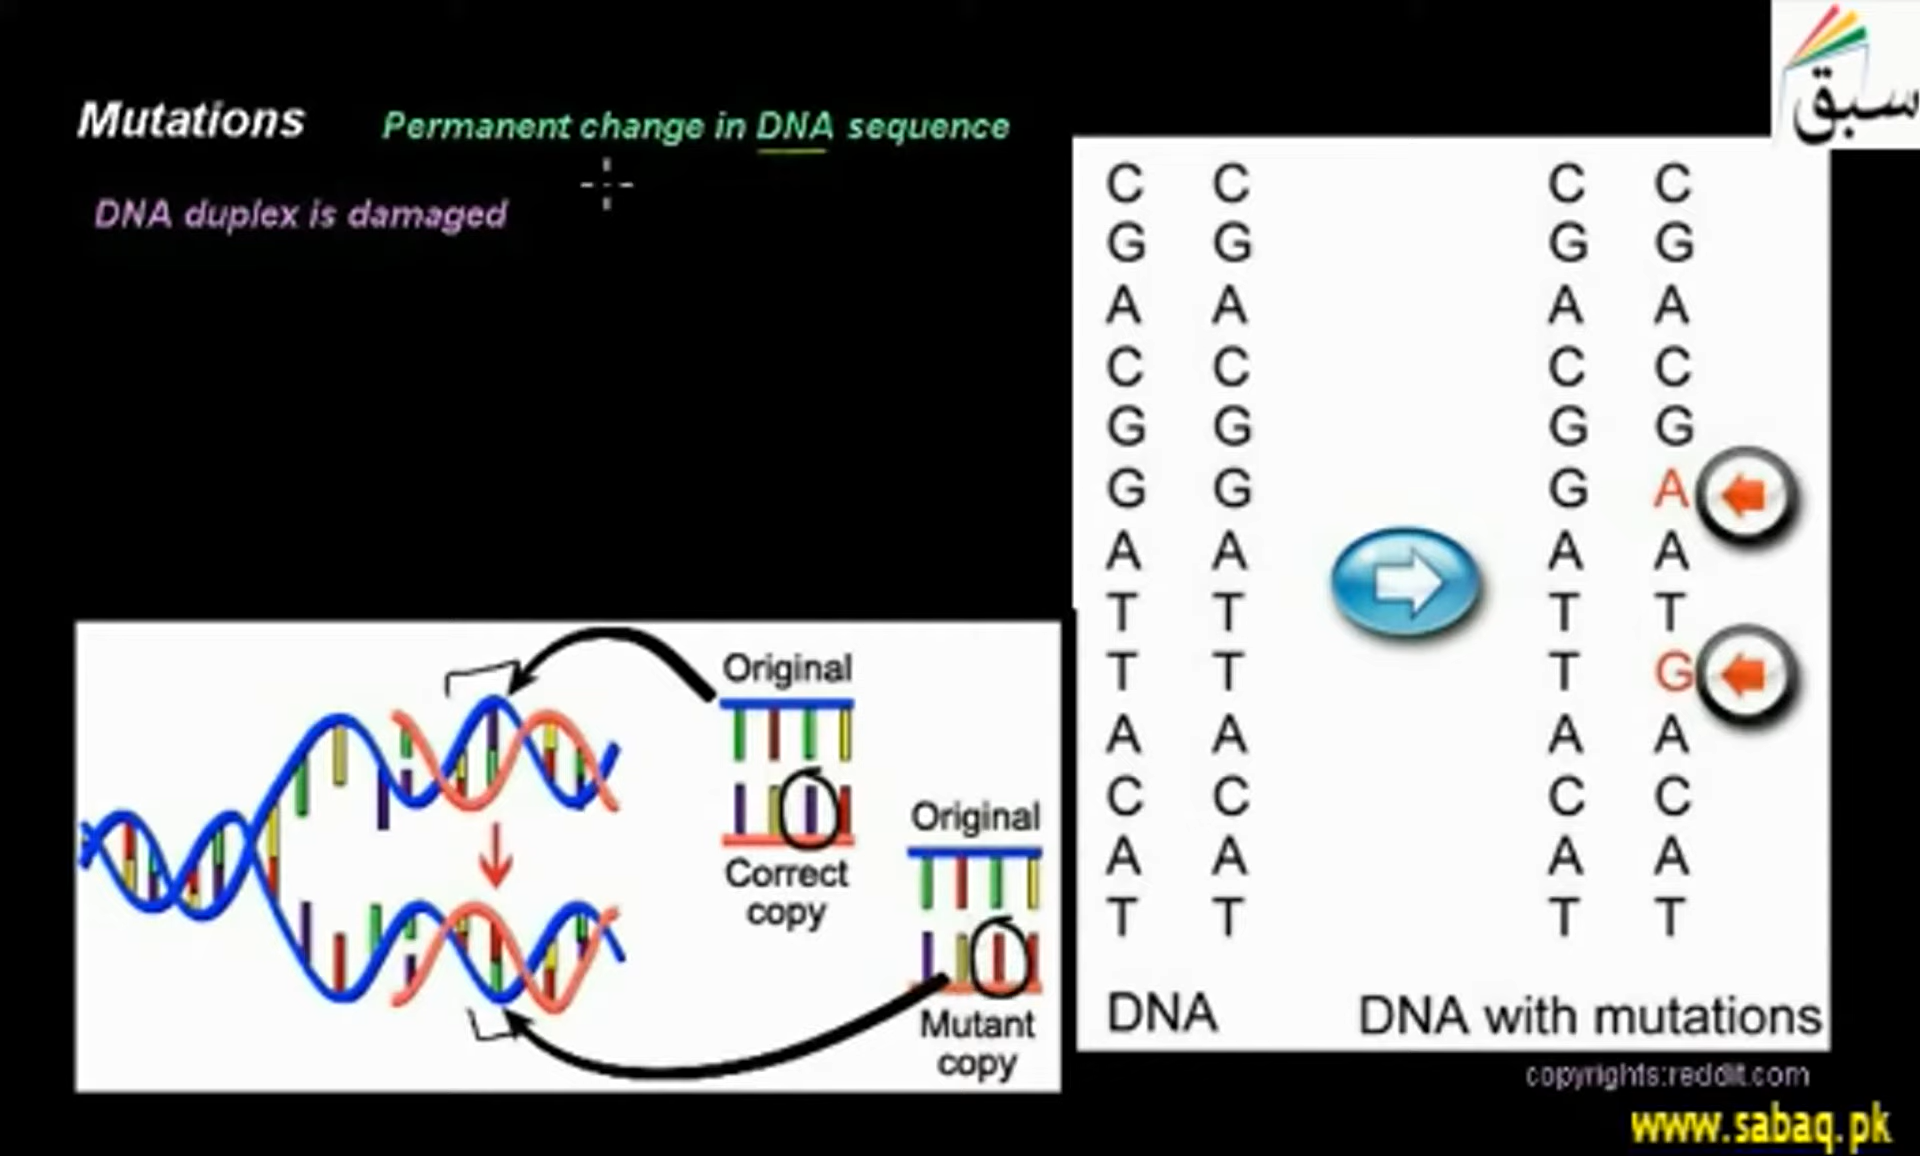 سبق
Mutations Permanent change in DNA sequence
DNA duplex is damaged
C C C C
G G G G
A A A A
C C C C
G G G G
G G G A
A A A A
T T T T
T T T G
A A A A
C C C C
A A A A
T T T T
DNA DNA with mutations
Original
Correct
copy
Original
Mutant
copy
copyrights:reddit.com
www.sabaq.pk